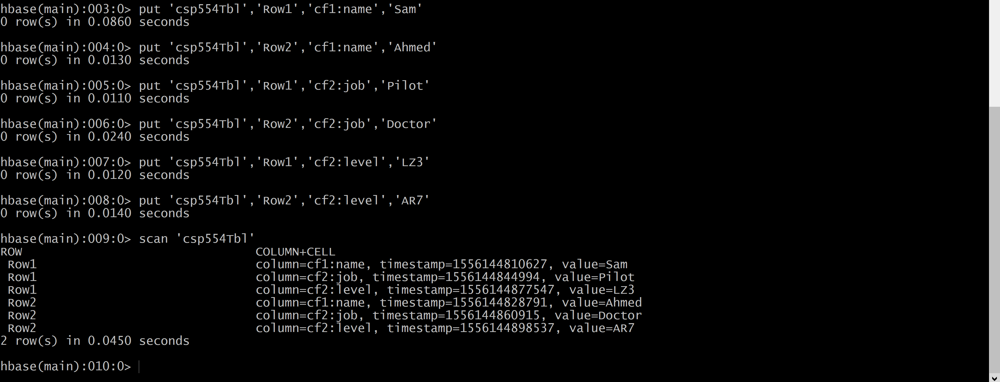 hbase(main):003:0> put 'csp554Tbl','Row1','cf1:name','Sam'
0 row(s) in 0.0860 seconds
hbase(main):004:0> put 'csp554Tbl','Row2','cf1:name','Ahmed'
0 row(s) in 0.0130 seconds
hbase(main):005:0> put 'csp554Tbl','Row1','cf2:job','Pilot'
0 row(s) in 0.0110 seconds
hbase(main):006:0> put 'csp554Tbl','Row2','cf2:job','Doctor'
0 row(s) in 0.0240 seconds
hbase(main):007:0> put 'csp554Tbl','Row1','cf2:level','LZ3'
0 row(s) in 0.0120 seconds
hbase(main):008:0> put 'csp554Tbl','Row2','cf2:level','AR7'
0 row(s) in 0.0140 seconds
hbase(main):009:0> scan 'csp554Tbl'
ROW COLUMN+CELL
Row1 column=cf1:name, timestamp=1556144810627, value=Sam
Row1 column=cf2:job, timestamp=1556144844994, value=Pilot
Row1 column=cf2:level, timestamp=1556144877547, value=LZ3
Row2 column=cf1:name, timestamp=1556144828791, value=Ahmed
Row2 column=cf2:job, timestamp=1556144860915, value=Doctor
Row2 column=cf2:level, timestamp=1556144898537, value=AR7
2 row(s) in 0.0450 seconds
hbase(main):010:0>